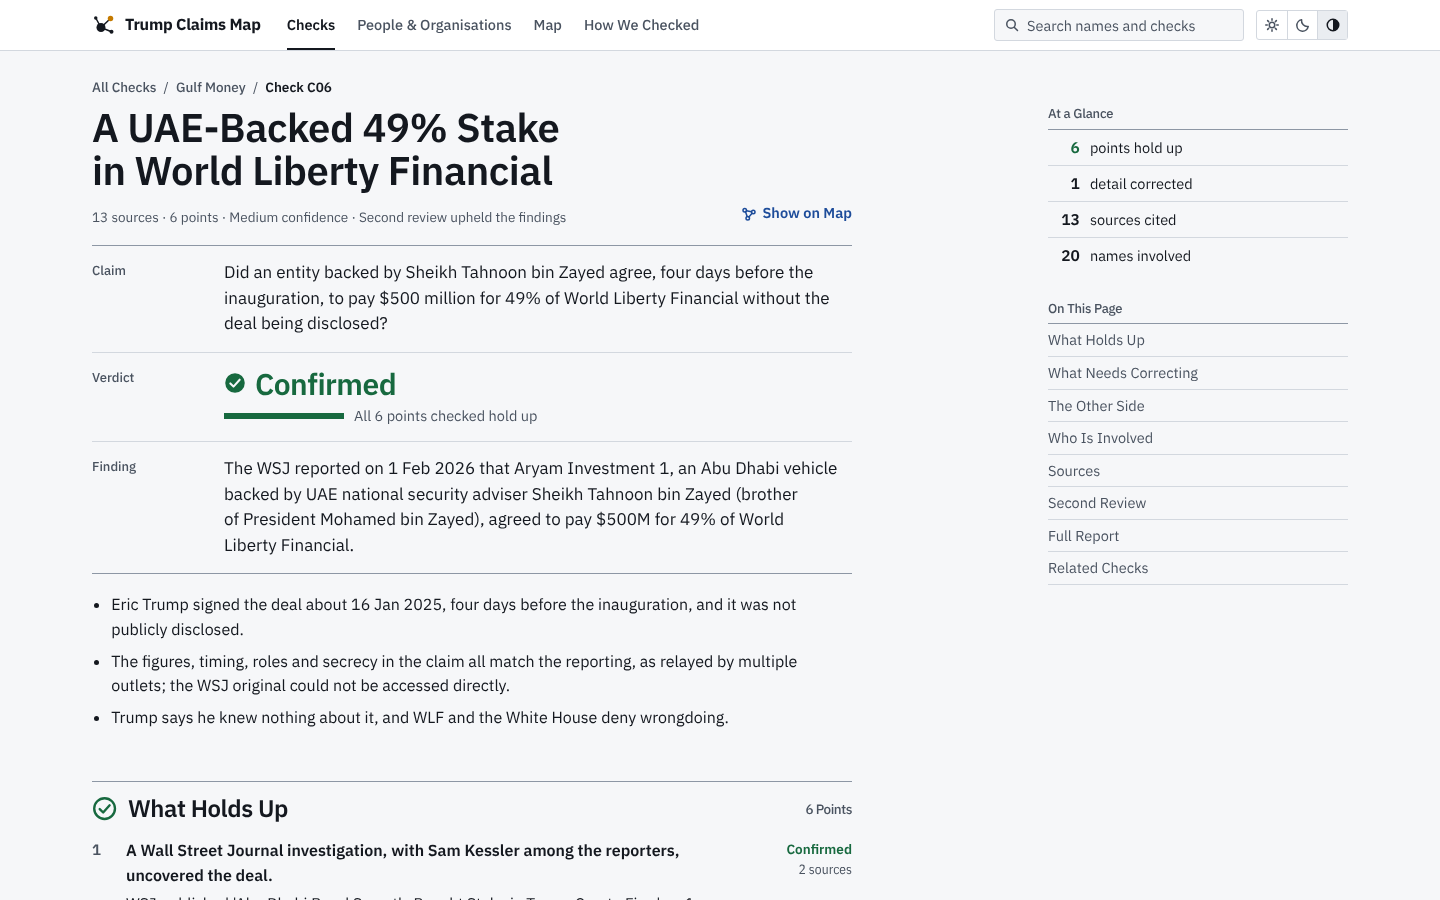 Trump Claims Map
Checks
People & Organisations
Map
How We Checked
Search names and checks
All Checks / Gulf Money / Check C06
A UAE-Backed 49% Stake
in World Liberty Financial
13 sources · 6 points · Medium confidence · Second review upheld the findings
Show on Map
Claim
Did an entity backed by Sheikh Tahnoon bin Zayed agree, four days before the
inauguration, to pay $500 million for 49% of World Liberty Financial without the
deal being disclosed?
Verdict
Confirmed
All 6 points checked hold up
Finding
The WSJ reported on 1 Feb 2026 that Aryam Investment 1, an Abu Dhabi vehicle
backed by UAE national security adviser Sheikh Tahnoon bin Zayed (brother
of President Mohamed bin Zayed), agreed to pay $500M for 49% of World
Liberty Financial.
• Eric Trump signed the deal about 16 Jan 2025, four days before the inauguration, and it was not
publicly disclosed.
• The figures, timing, roles and secrecy in the claim all match the reporting, as relayed by multiple
outlets; the WSJ original could not be accessed directly.
• Trump says he knew nothing about it, and WLF and the White House deny wrongdoing.
What Holds Up
6 Points
1 A Wall Street Journal investigation, with Sam Kessler among the reporters,
uncovered the deal.
Confirmed
2 sources
At a Glance
6 points hold up
1 detail corrected
13 sources cited
20 names involved
On This Page
What Holds Up
What Needs Correcting
The Other Side
Who Is Involved
Sources
Second Review
Full Report
Related Checks